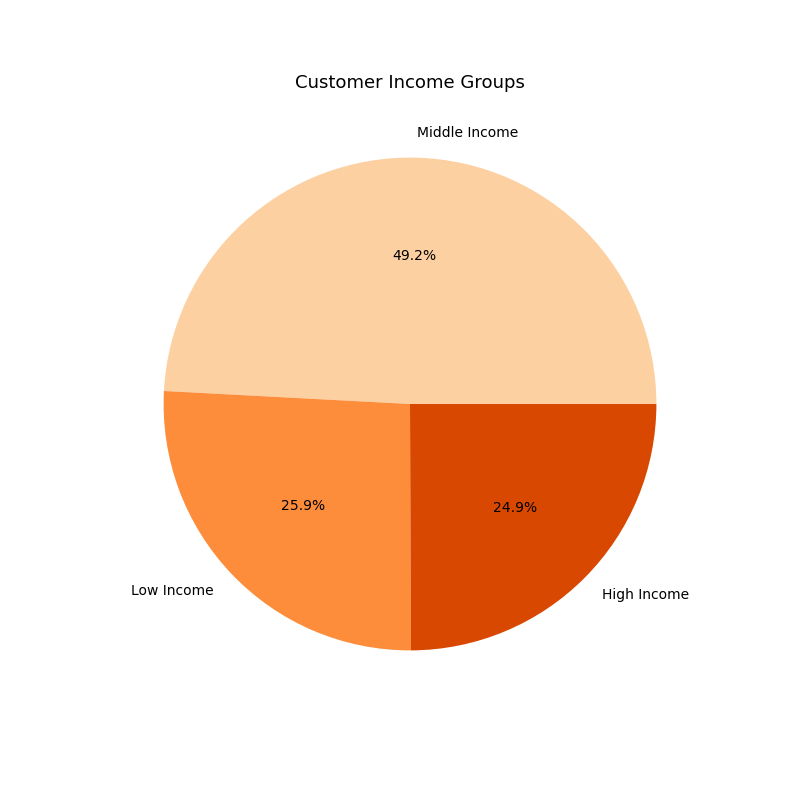 Customer Income Groups
Middle Income
49.2%
25.9%
24.9%
Low Income
High Income